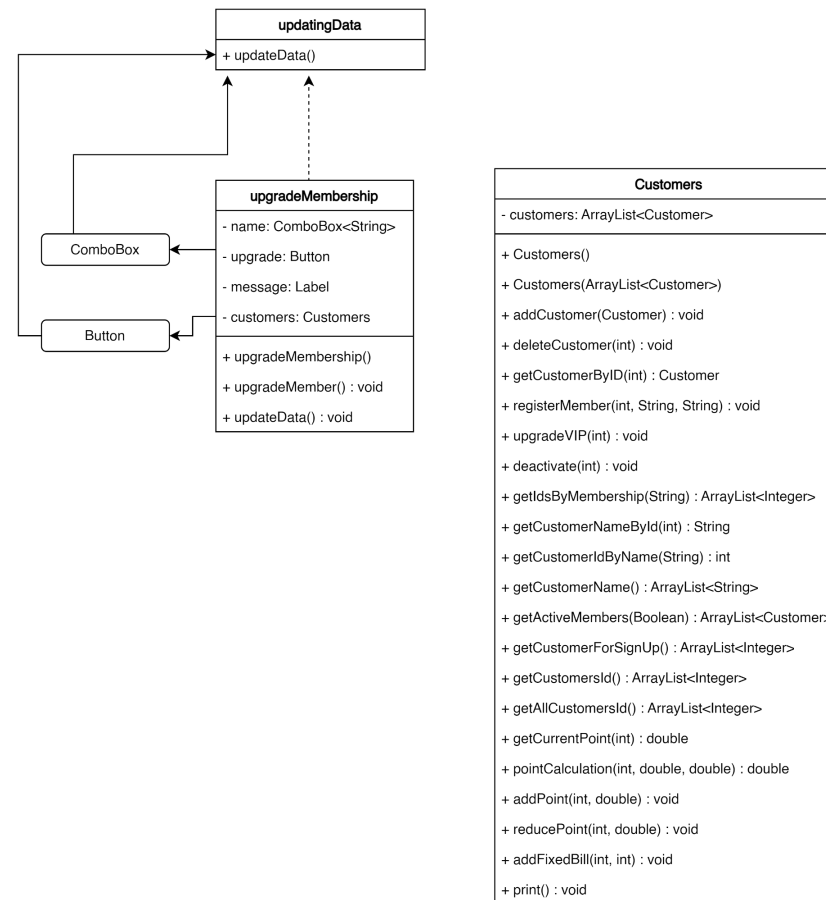 updatingData
+ updateData()
upgradeMembership
- name: ComboBox<String>
- upgrade: Button
- message: Label
- customers: Customers
+ upgradeMembership()
+ upgradeMember() : void
+ updateData() : void
ComboBox
Button
Customers
- customers: ArrayList<Customer>
+ Customers()
+ Customers(ArrayList<Customer>)
+ addCustomer(Customer) : void
+ deleteCustomer(int) : void
+ getCustomerByID(int) : Customer
+ registerMember(int, String, String) : void
+ upgradeVIP(int) : void
+ deactivate(int) : void
+ getIdsByMembership(String) : ArrayList<Integer>
+ getCustomerNameById(int) : String
+ getCustomerIdByName(String) : int
+ getCustomerName() : ArrayList<String>
+ getActiveMembers(Boolean) : ArrayList<Customer>
+ getCustomerForSignUp() : ArrayList<Integer>
+ getCustomersId() : ArrayList<Integer>
+ getAllCustomersId() : ArrayList<Integer>
+ getCurrentPoint(int) : double
+ pointCalculation(int, double, double) : double
+ addPoint(int, double) : void
+ reducePoint(int, double) : void
+ addFixedBill(int, int) : void
+ print() : void